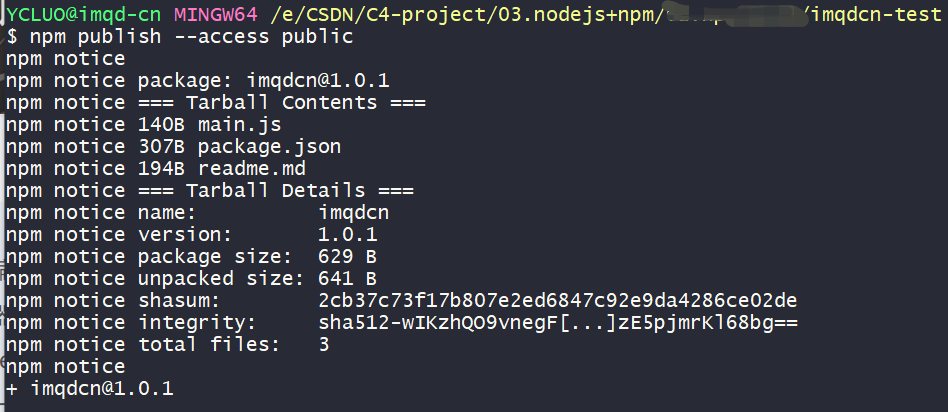 YCLUO@imqd-cn MINGW64 /e/CSDN/C4-project/03.nodejs+npm/ /imqdcn-test
$ npm publish --access public
npm notice
npm notice package: imqdcn@1.0.1
npm notice === Tarball Contents ===
npm notice 140B main.js
npm notice 307B package.json
npm notice 194B readme.md
npm notice === Tarball Details ===
npm notice name:          imqdcn
npm notice version:       1.0.1
npm notice package size:  629 B
npm notice unpacked size: 641 B
npm notice shasum:        2cb37c73f17b807e2ed6847c92e9da4286ce02de
npm notice integrity:     sha512-wIKzhQO9vnegF[...]zE5pjmrKl68bg==
npm notice total files:   3
npm notice
+ imqdcn@1.0.1